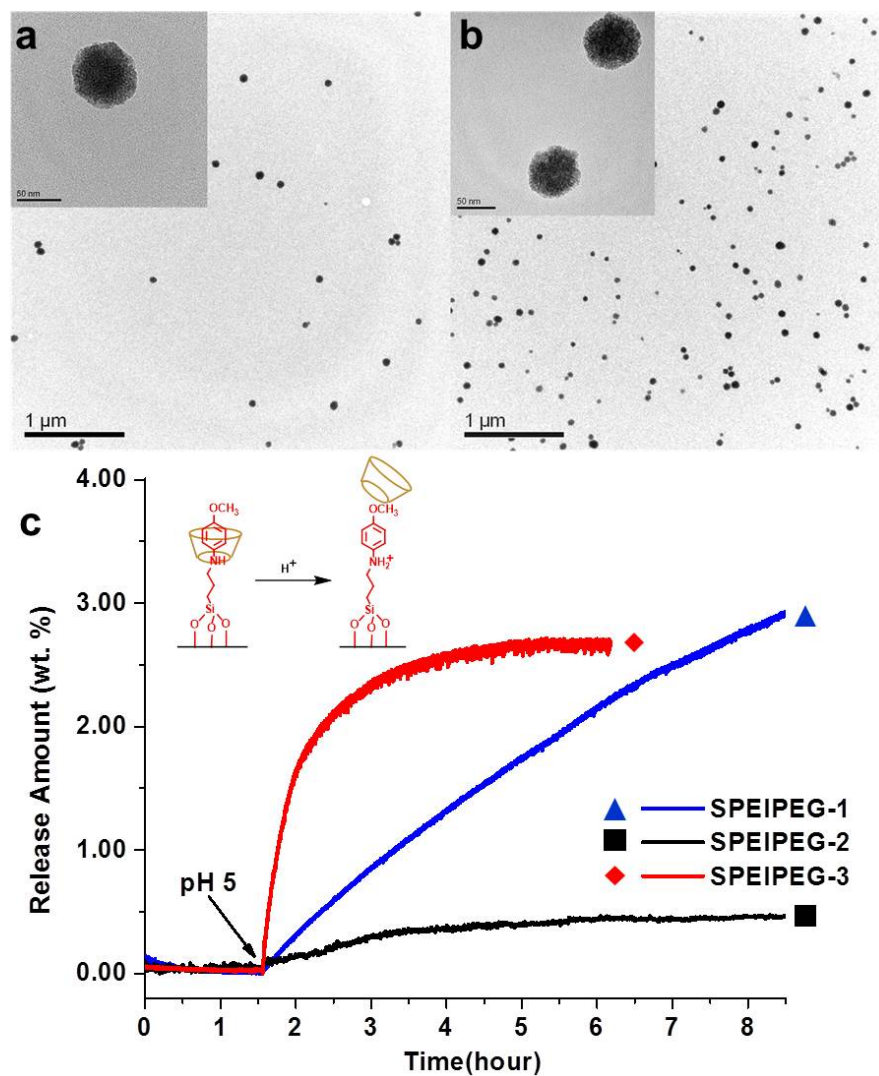 a
50 nm
1 µm
b
50 nm
1 µm
c
OCH₃
NH
Si
O O O
H⁺
OCH₃
NH₂⁺
Si
O O O
Release Amount (wt. %)
4.00
3.00
2.00
1.00
0.00
pH 5
SPEIPEG-1
SPEIPEG-2
SPEIPEG-3
0 1 2 3 4 5 6 7 8
Time(hour)